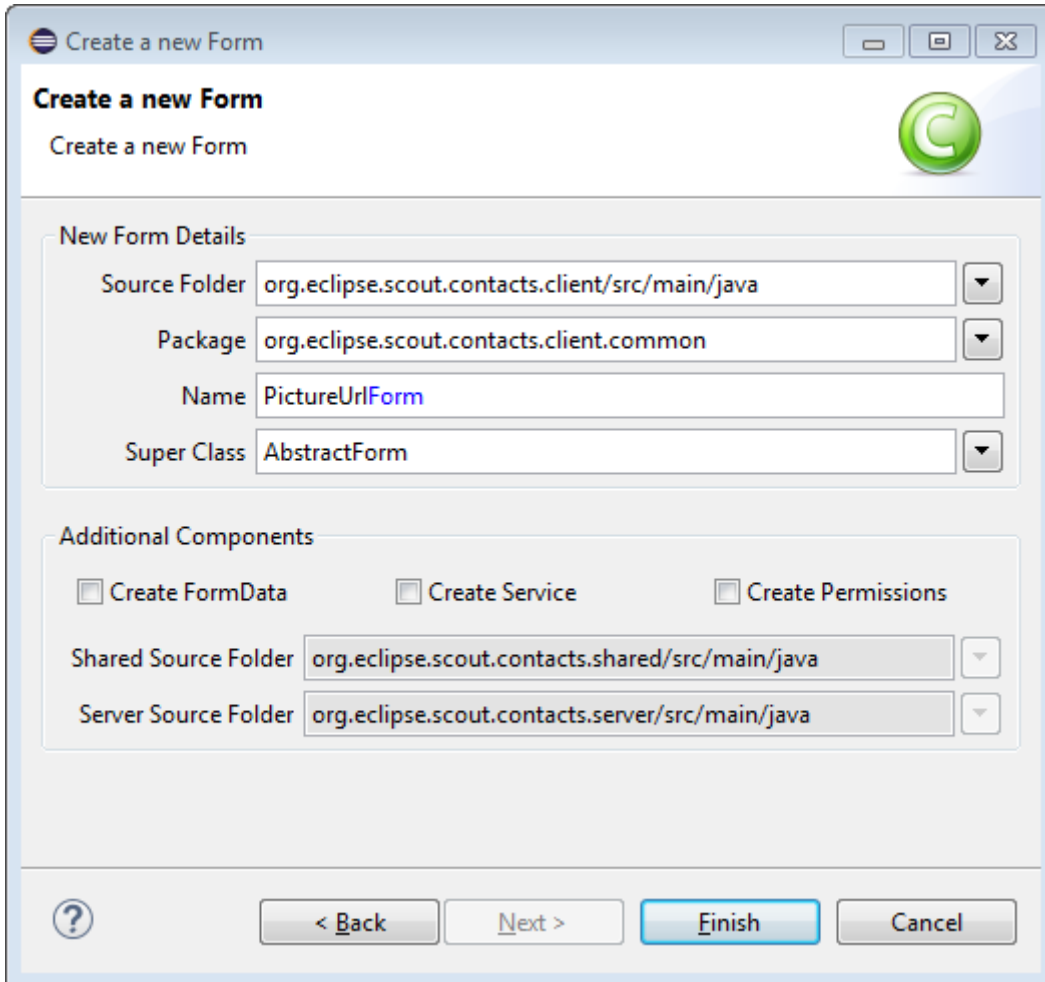 Create a new Form
Create a new Form
Create a new Form
C
New Form Details
Source Folder org.eclipse.scout.contacts.client/src/main/java
Package org.eclipse.scout.contacts.client.common
Name PictureUrlForm
Super Class AbstractForm
Additional Components
Create FormData Create Service Create Permissions
Shared Source Folder org.eclipse.scout.contacts.shared/src/main/java
Server Source Folder org.eclipse.scout.contacts.server/src/main/java
? < Back Next > Finish Cancel